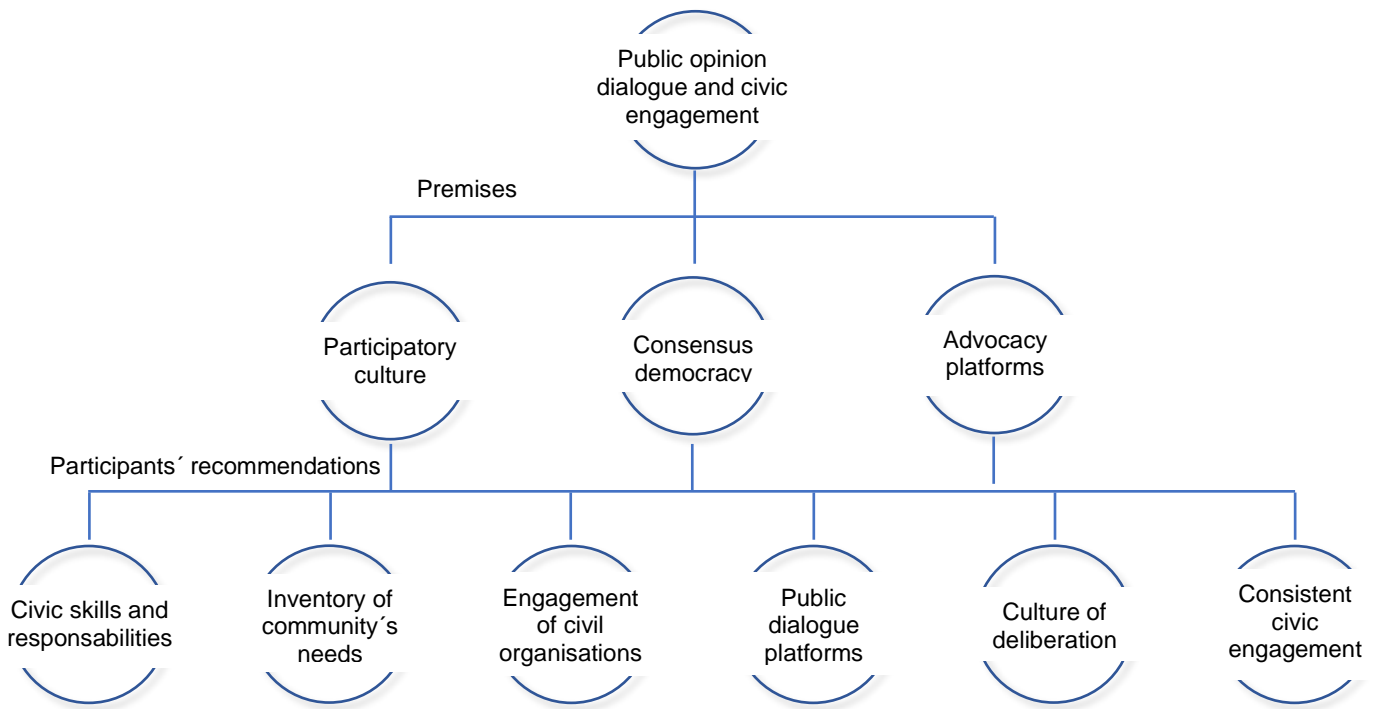 Public opinion
dialogue and civic
engagement
Premises
Participatory
culture
Consensus
democracy
Advocacy
platforms
Participants´ recommendations
Civic skills and
responsabilities
Inventory of
community´s
needs
Engagement
of civil
organisations
Public
dialogue
platforms
Culture of
deliberation
Consistent
civic
engagement